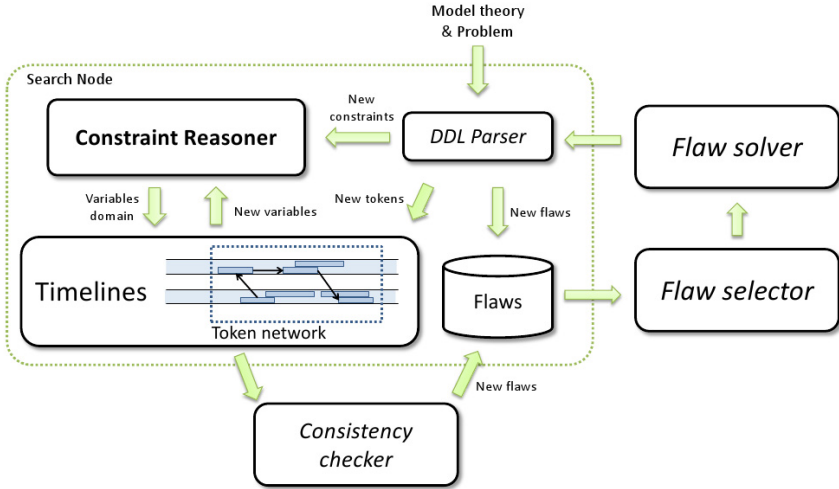 Model theory
& Problem
Search Node
New
constraints
Constraint Reasoner
DDL Parser
Flaw solver
Variables
domain
New variables
New tokens
New flaws
Timelines
Token network
Flaws
Flaw selector
New flaws
Consistency
checker